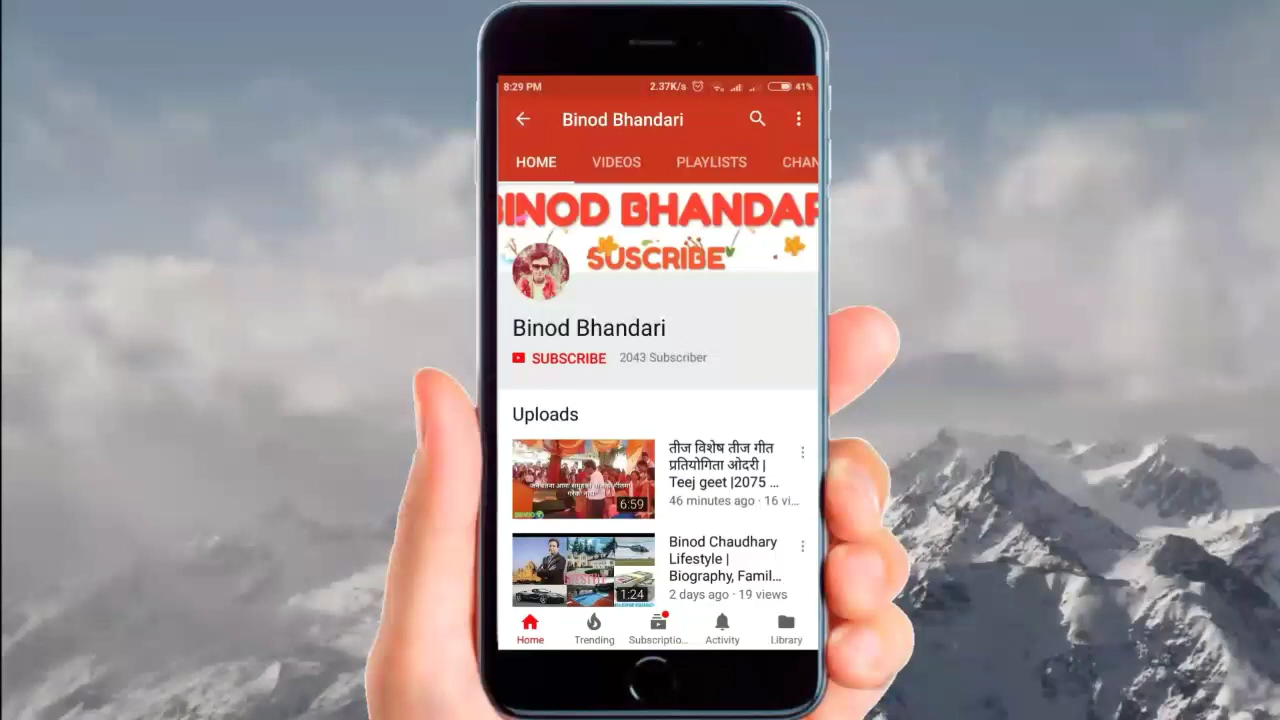 8:29 PM 2.37K/s 41%
Binod Bhandari
HOME VIDEOS PLAYLISTS CHAN
BINOD BHANDAR
SUSCRIBE
Binod Bhandari
SUBSCRIBE 2043 Subscriber
Uploads
तीज विशेष तीज गीत
प्रतियोगिता ओदरी |
Teej geet |2075 ...
46 minutes ago · 16 vi...
6:59
Binod Chaudhary
Lifestyle |
Biography, Famil...
2 days ago · 19 views
1:24
Home Trending Subscriptio... Activity Library